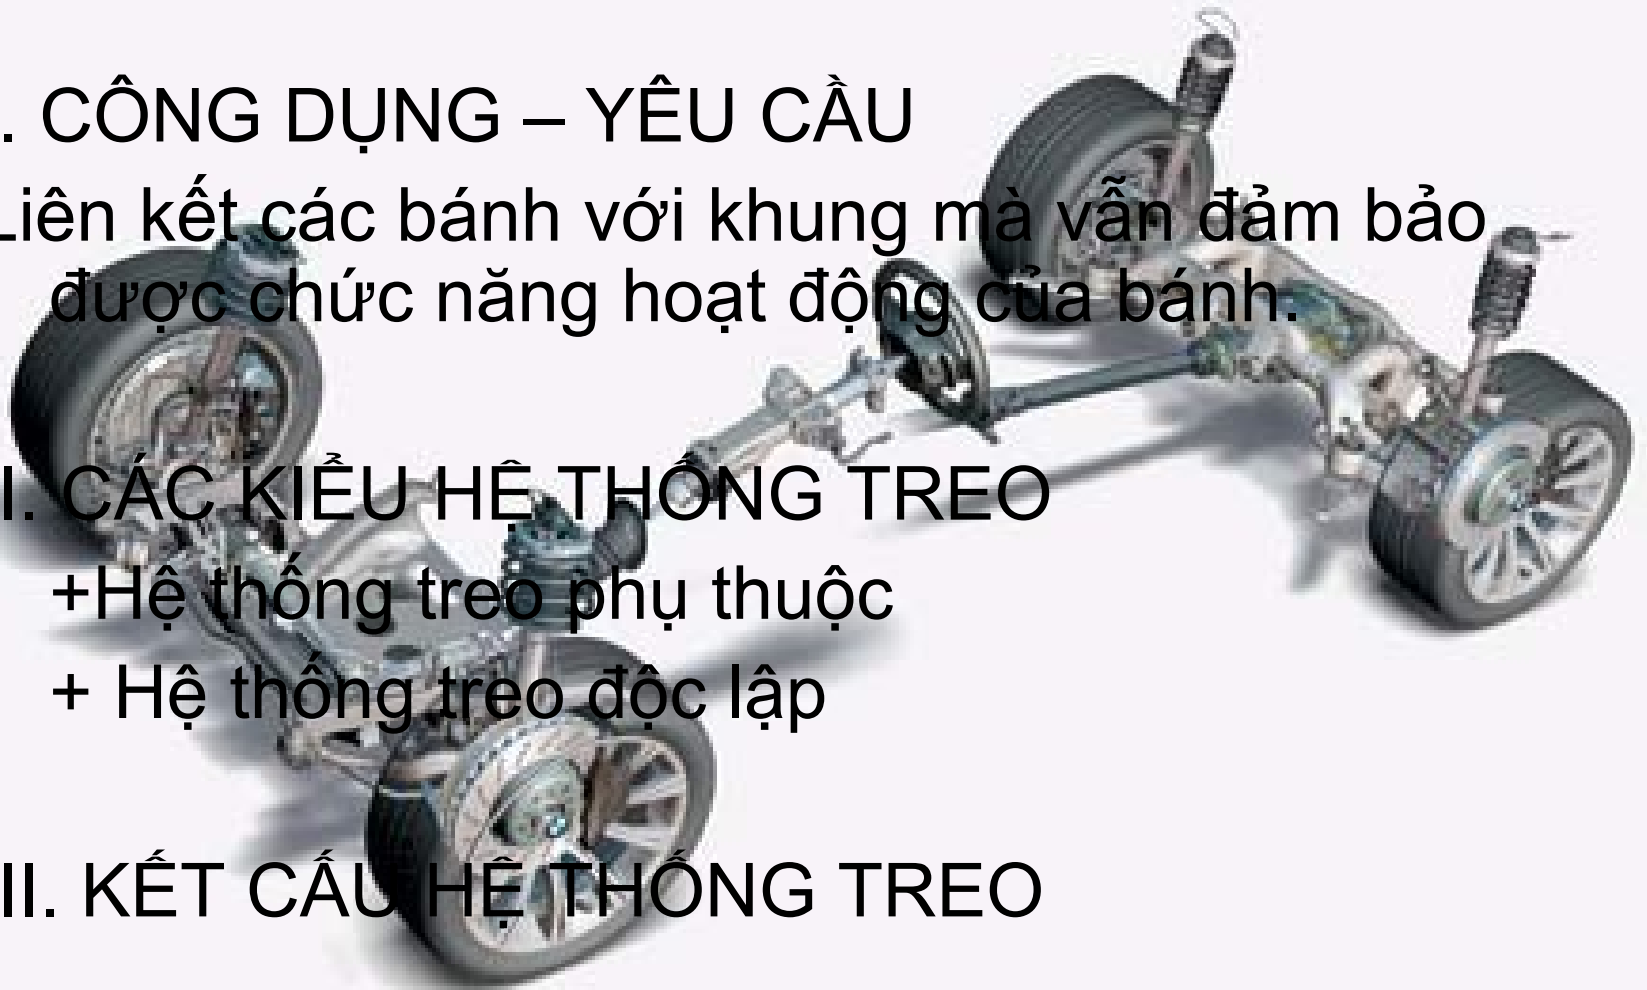 . CÔNG DỤNG – YÊU CẦU
Liên kết các bánh với khung mà vẫn đảm bảo
được chức năng hoạt động của bánh.
I. CÁC KIỂU HỆ THỐNG TREO
+Hệ thống treo phụ thuộc
+ Hệ thống treo độc lập
II. KẾT CẤU HỆ THỐNG TREO